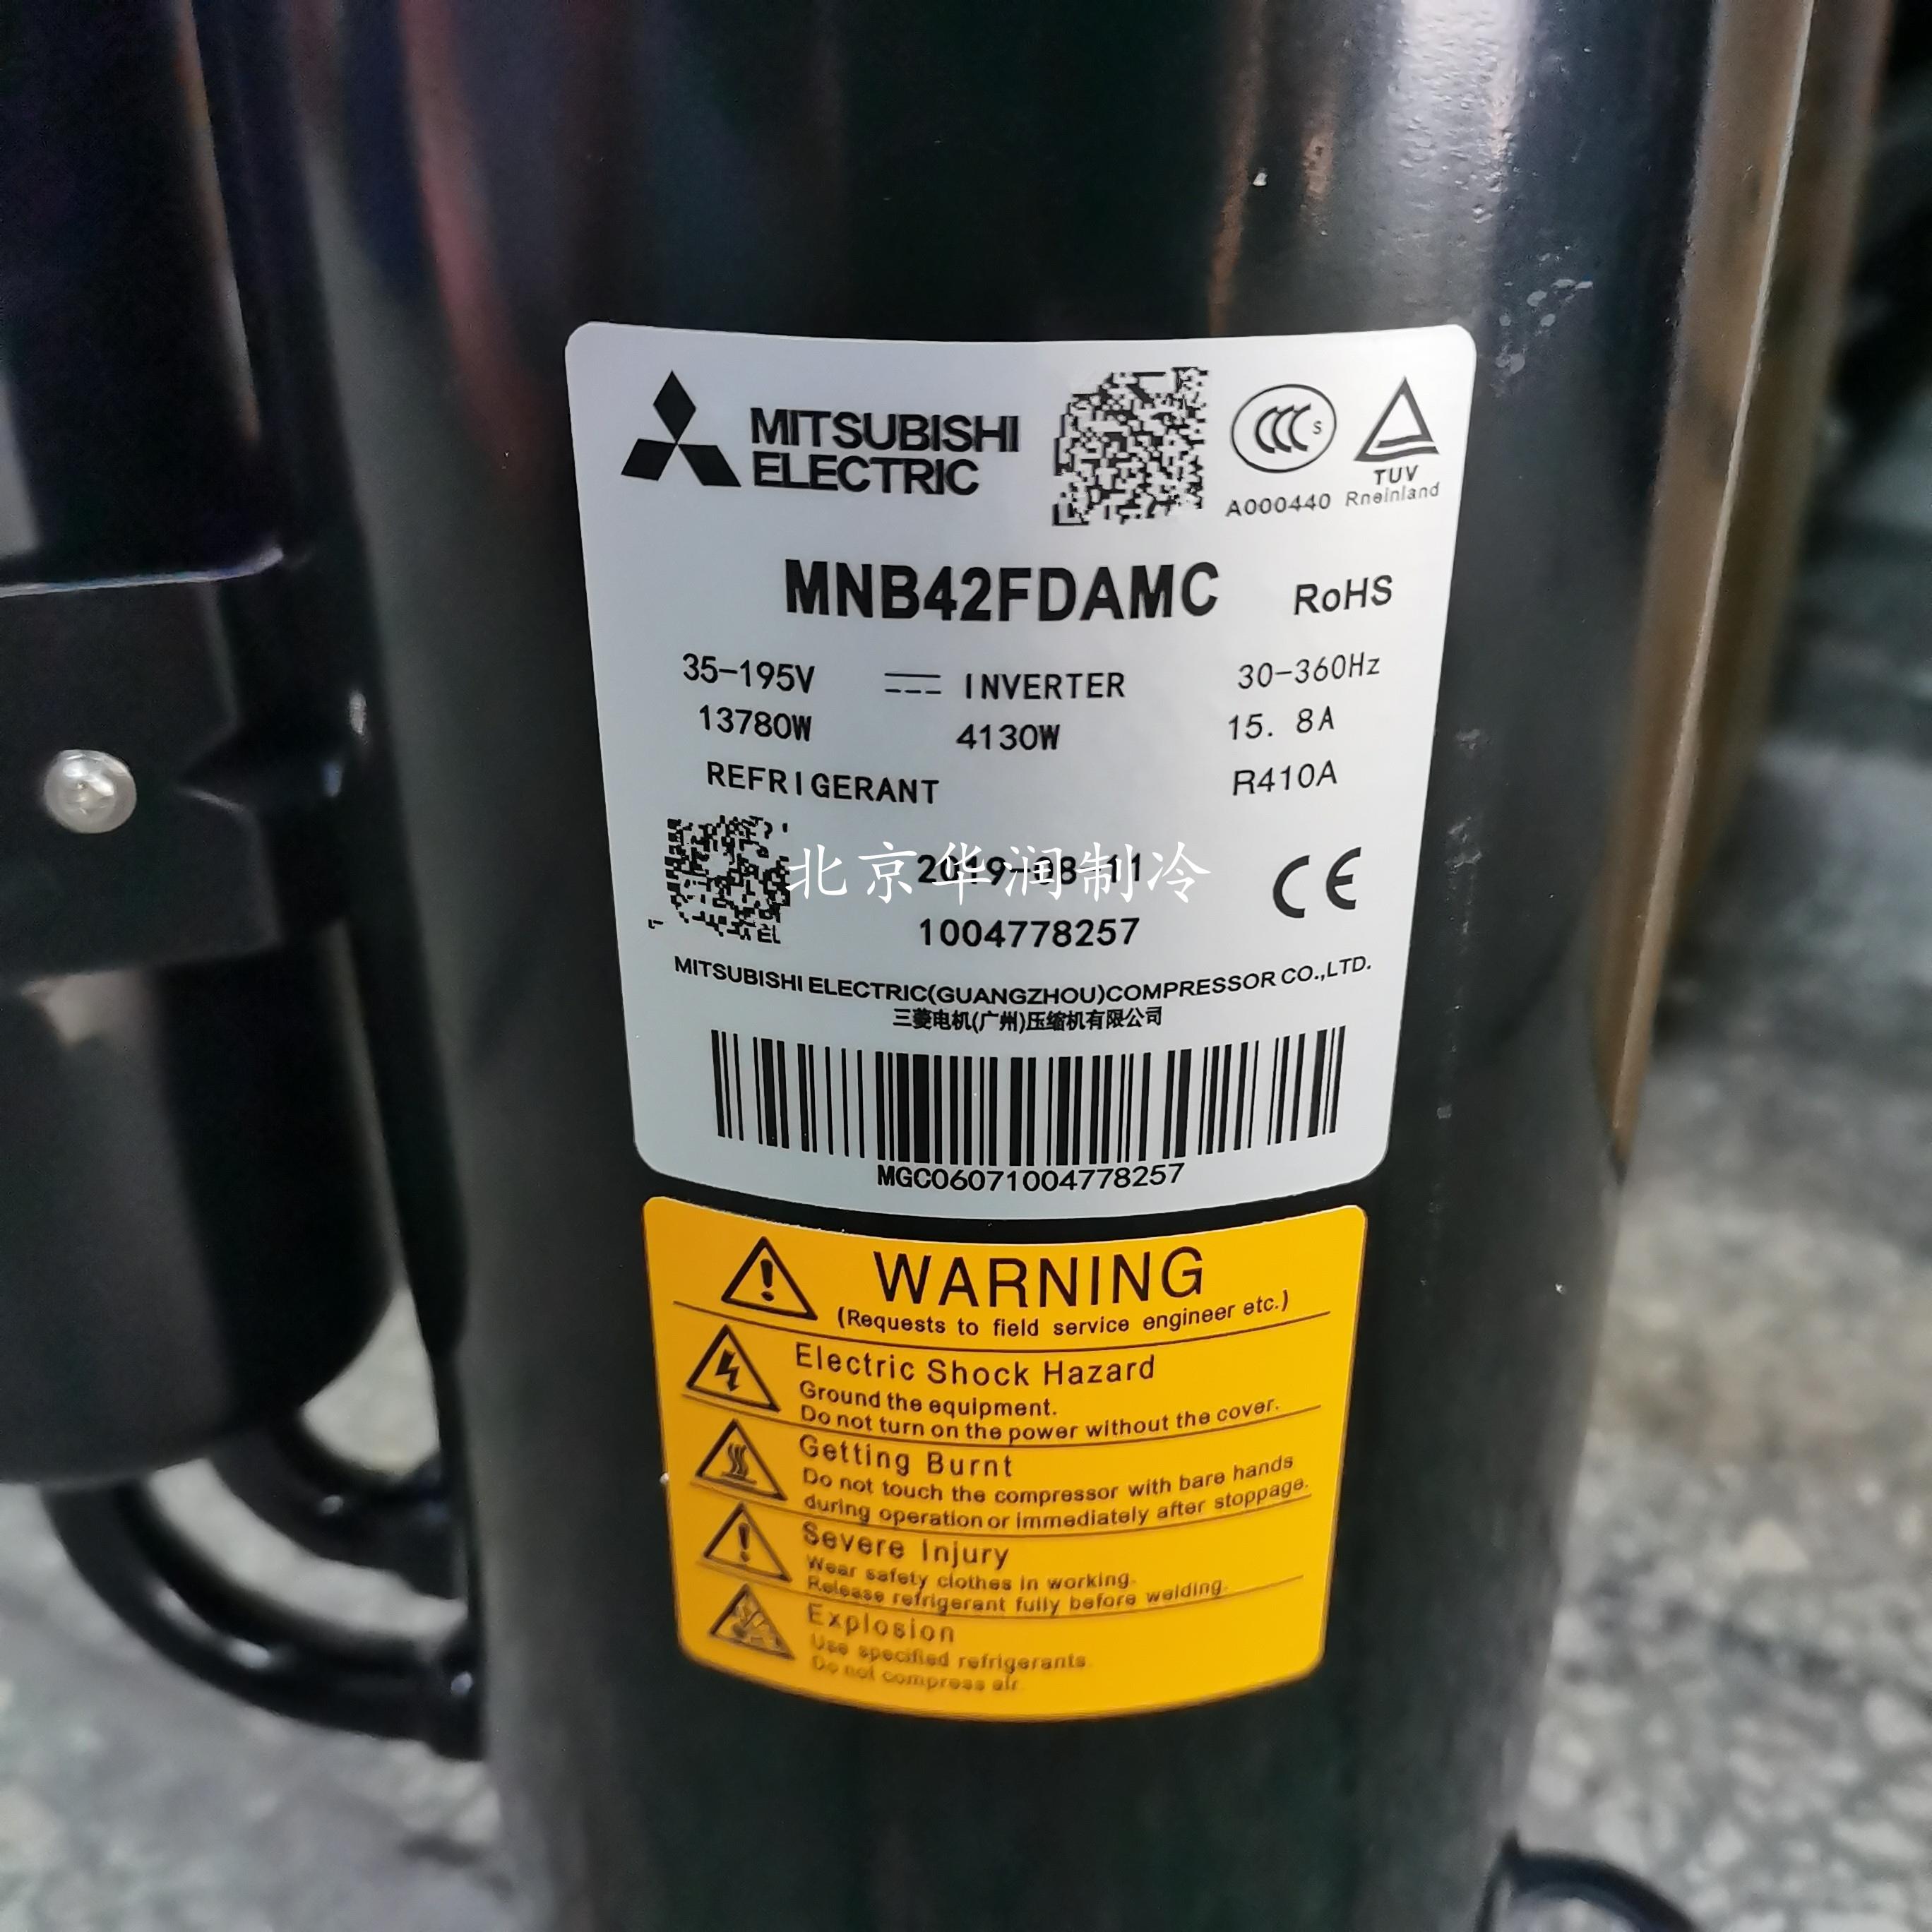 MITSUBISHI
ELECTRIC
S
A000440
TUV
Rneinland
MNB42FDAMC RoHS
35-195V INVERTER 30-360Hz
13780W 4130W 15. 8A
REFRIGERANT R410A
2019-08-11
北京华润制冷
CE
1004778257
MITSUBISHI ELECTRIC(GUANGZHOU)COMPRESSOR CO.,LTD.
三菱电机(广州)压缩机有限公司
MGC06071004778257
WARNING
(Requests to field service engineer etc.)
Electric Shock Hazard
Ground the equipment.
Do not turn on the power without the cover.
Getting Burnt
Do not touch the compressor with bare hands
during operation or immediately after stoppage.
Severe Injury
Wear safety clothes in working.
Release refrigerant fully before welding.
Explosion
Use specified refrigerants.
Do not compress air.